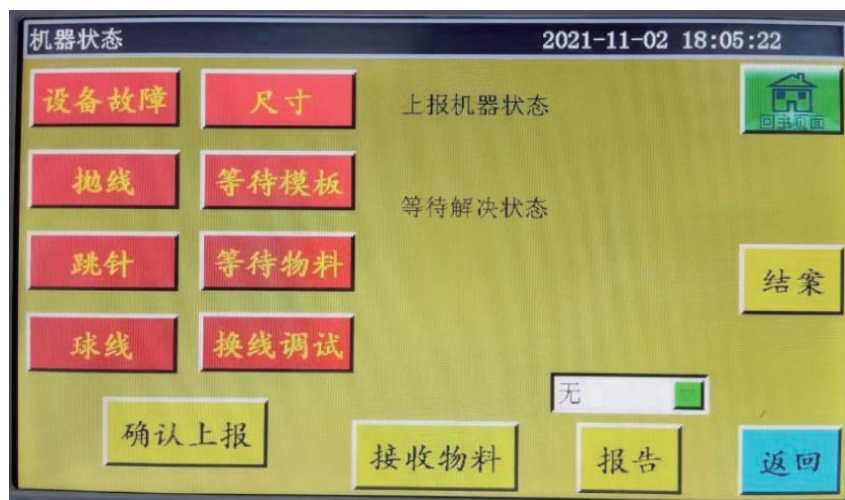 机器状态 2021-11-02 18:05:22
设备故障 尺寸 上报机器状态
回主页面
抛线 等待模板 等待解决状态
跳针 等待物料
结案
球线 换线调试
无
确认上报 接收物料 报告 返回